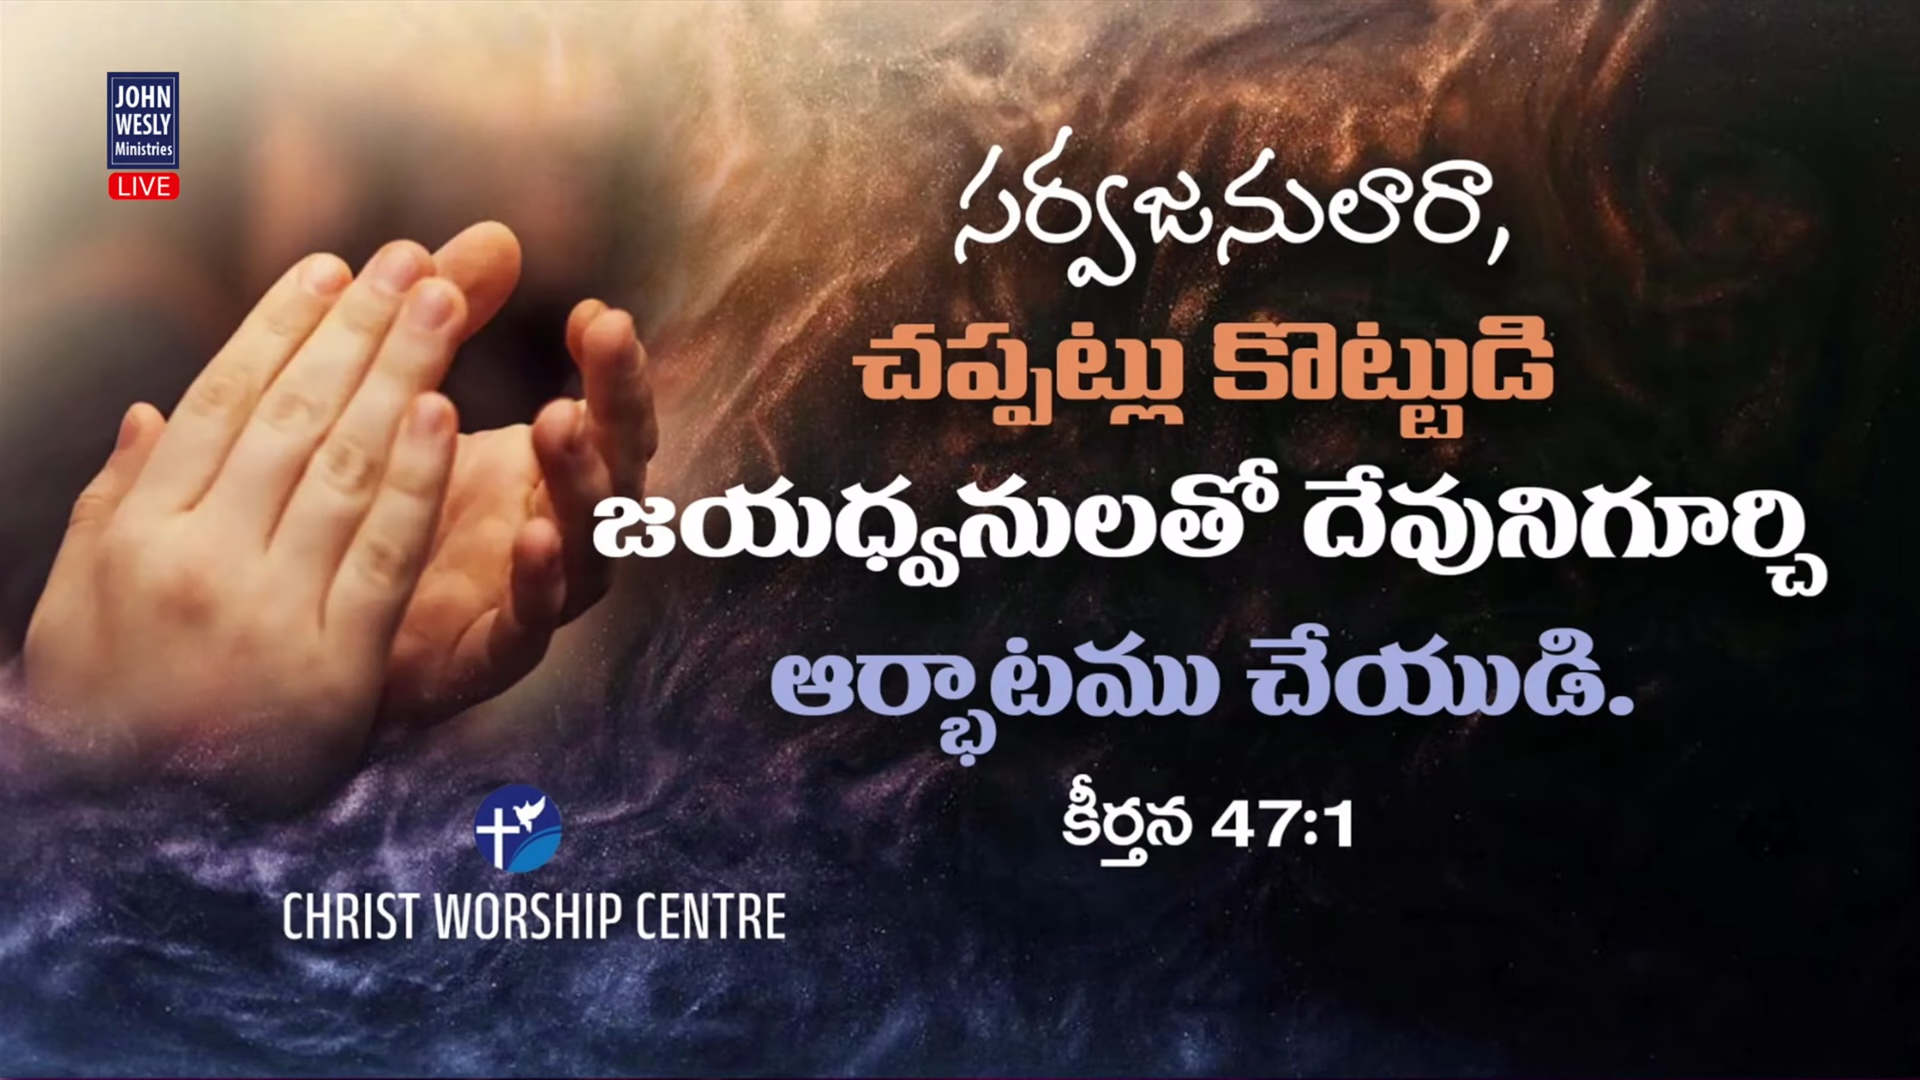 JOHN
WESLY
Ministries
LIVE
సర్వజనులారా,
చప్పట్లు కొట్టుడి
జయధ్వనులతో దేవునిగూర్చి
ఆర్భాటము చేయుడి.
కీర్తన 47:1
CHRIST WORSHIP CENTRE